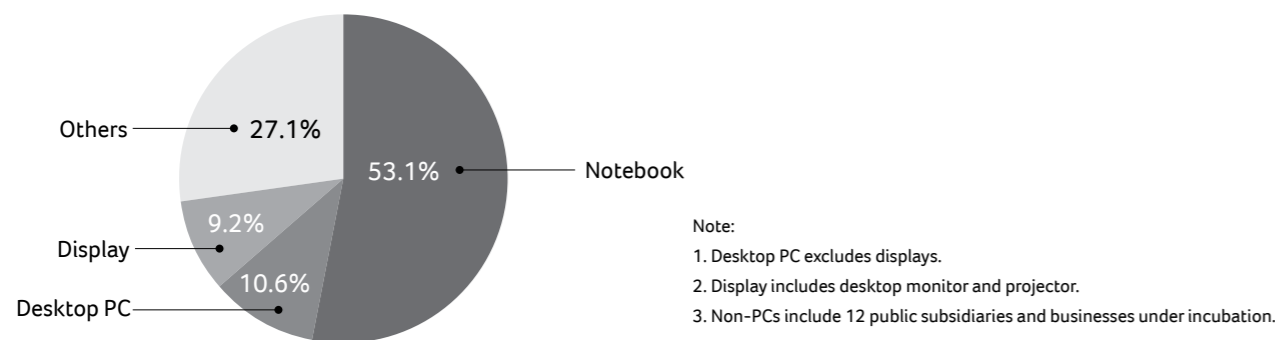 Others
27.1%
53.1%
Notebook
9.2%
Display
10.6%
Desktop PC
Note:
1. Desktop PC excludes displays.
2. Display includes desktop monitor and projector.
3. Non-PCs include 12 public subsidiaries and businesses under incubation.